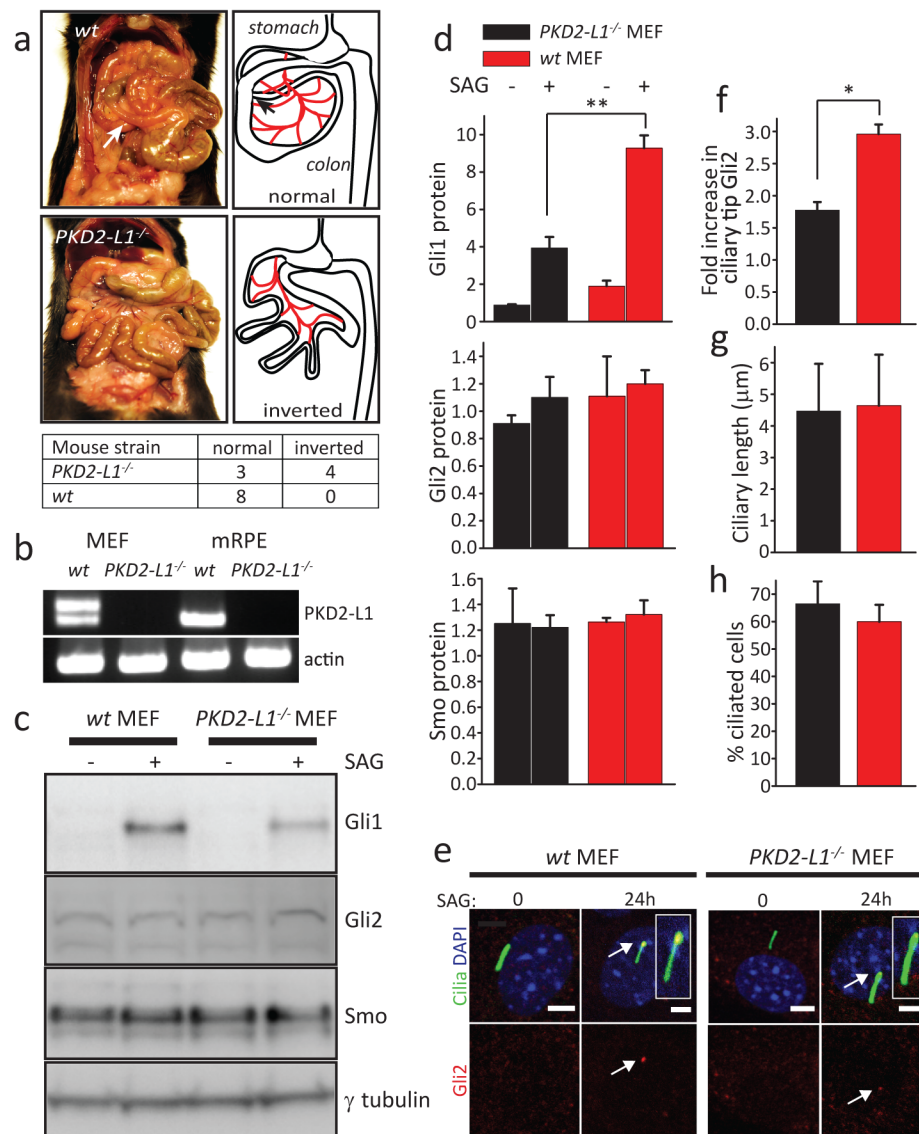 a
wt
stomach
colon
normal
PKD2-L1-/-
inverted
Mouse strain normal inverted
PKD2-L1-/- 3 4
wt 8 0
b
MEF mRPE
wt PKD2-L1-/- wt PKD2-L1-/-
PKD2-L1
actin
c
wt MEF PKD2-L1-/- MEF
- + - + SAG
Gli1
Gli2
Smo
γ tubulin
d
PKD2-L1-/- MEF
wt MEF
SAG - + - +
**
Gli1 protein
10
8
6
4
2
0
Gli2 protein
1.4
1.2
1.0
0.8
0.6
0.4
0.2
0.0
Smo protein
1.6
1.4
1.2
1.0
0.8
0.6
0.4
0.2
0.0
f
*
Fold increase in
ciliary tip Gli2
3.0
2.5
2.0
1.5
1.0
0.5
0.0
g
Ciliary length (μm)
6
5
4
3
2
1
0
h
% ciliated cells
70
60
50
40
30
20
10
0
e
wt MEF PKD2-L1-/- MEF
SAG: 0 24h 0 24h
Cilia DAPI
Gli2